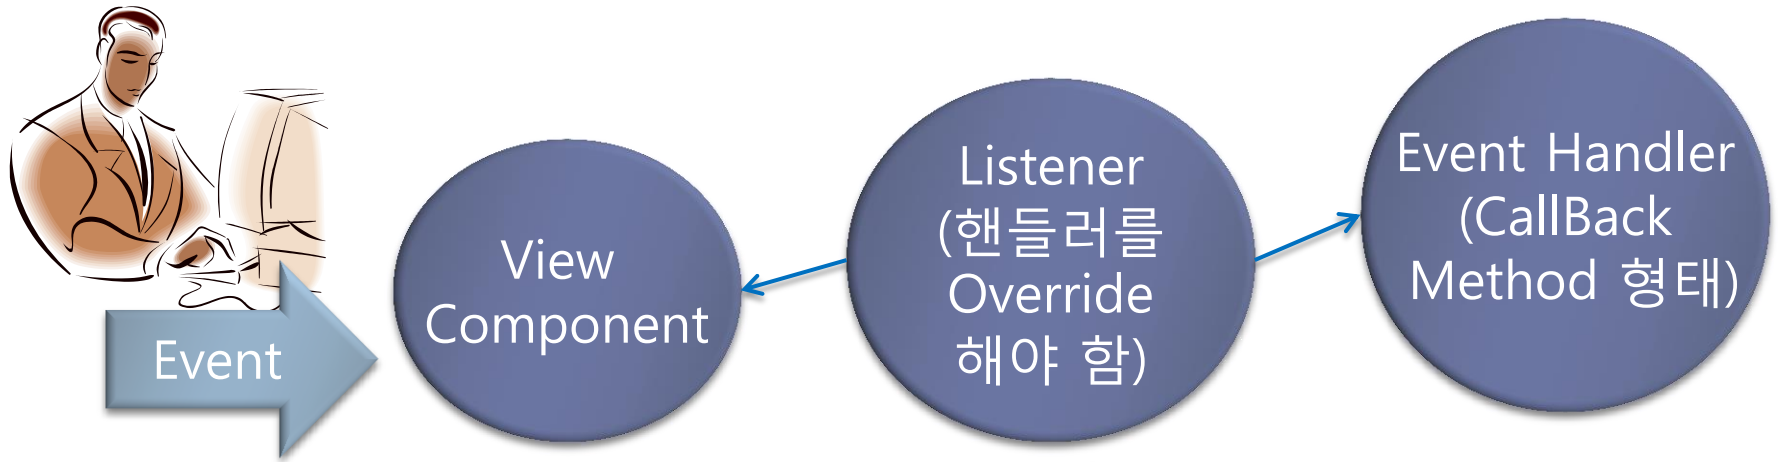 Event
View
Component
Listener
(핸들러를
Override
해야 함)
Event Handler
(CallBack
Method 형태)